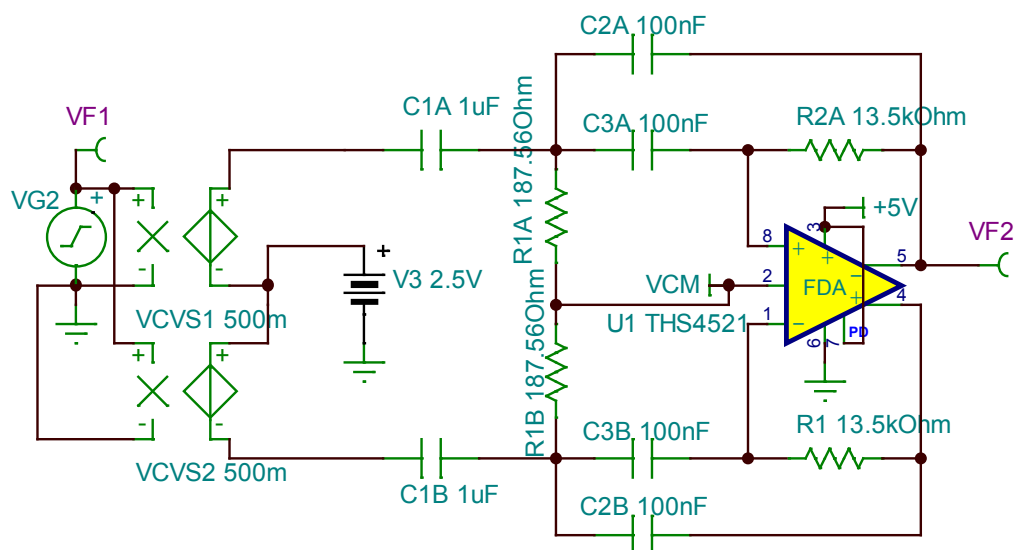 C2A 100nF
C1A 1uF
VF1
C3A 100nF
R2A 13.5kOhm
VG2
+
+
-
+
-
R1A 187.56Ohm
+5V
VF2
+
V3 2.5V
8
3
+
+
-
5
VCM
2
FDA
+
4
VCVS1 500m
U1 THS4521
1
-
PD
6
7
+
-
+
-
R1B 187.56Ohm
R1 13.5kOhm
C3B 100nF
VCVS2 500m
C1B 1uF
C2B 100nF